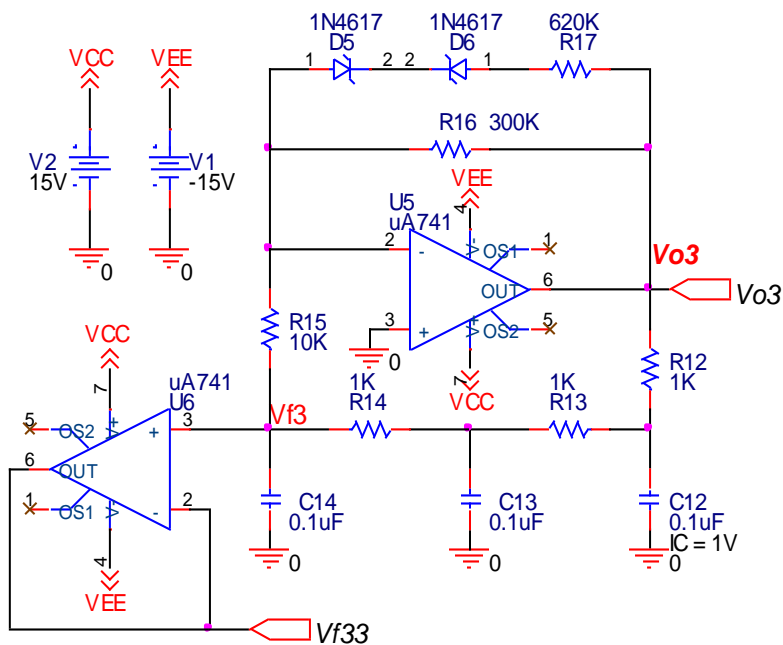 1N4617 1N4617 620K
D5 D6 R17
1 2 2 1
VCC VEE
R16 300K
V2 15V
V1 -15V
0 0
VEE
U5
uA741
4
V-
OS1 1
2 -
OUT 6
Vo3
Vo3
3 +
OS2 5
V+
0
7
VCC
R15
10K
R12
1K
VCC
7
uA741
U6
1K
R14
1K
R13
Vf3
5 OS2 V+ + 3
6 OUT
1 OS1 V- - 2
4
VEE
C14
0.1uF
0
C13
0.1uF
0
C12
0.1uF
IC = 1V
0
Vf33